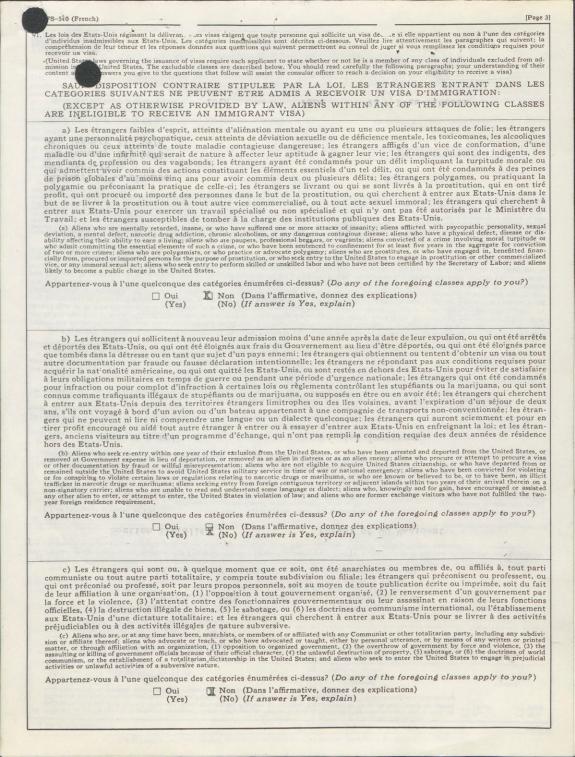 FS-510 (French) [Page 3]
Les lois des Etats-Unis régissant la délivran. visas exigent que toute personne qui sollicite un visa de. se si elle appartient ou non à l'une des catégories
d'individus inadmissibles aux Etats-Unis. Les catégories inadmissibles sont décrites ci-dessous. Veuillez lire attentivement les paragraphes qui suivent; la
compréhension de leur teneur et les réponses données aux questions qui suivent permettront au consul de juger si vous remplissez les conditions requises pour
recevoir un visa.
(United States laws governing the issuance of visas require each applicant to state whether or not he is a member of any class of individuals excluded from ad-
mission in United States. The excludable classes are described below. You should read carefully the following paragraphs; your understanding of their
content a answers you give to the questions that follow will assist the consular officer to reach a decision on your eligibility to receive a visa)
SAUF DISPOSITION CONTRAIRE STIPULEE PAR LA LOI, LES ETRANGERS ENTRANT DANS LES
CATEGORIES SUIVANTES NE PEUVENT ETRE ADMIS A RECEVOIR UN VISA D'IMMIGRATION:
(EXCEPT AS OTHERWISE PROVIDED BY LAW, ALIENS WITHIN ANY OF THE FOLLOWING CLASSES
ARE INELIGIBLE TO RECEIVE AN IMMIGRANT VISA)
a) Les étrangers faibles d'esprit, atteints d'aliénation mentale ou ayant eu une ou plusieurs attaques de folie; les étrangers
ayant une personnalité psychopatique, ceux atteints de déviation sexuelle ou de déficience mentale, les toxicomanes, les alcooliques
chroniques ou ceux atteints de toute maladie contagieuse dangereuse; les étrangers affligés d'un vice de conformation, d'une
maladie ou d'une infirmité qui serait de nature à affecter leur aptitude à gagner leur vie; les étrangers qui sont des indigents, des
mendiants de profession ou des vagabonds; les étrangers ayant été condamnés pour un délit impliquant la turpitude morale ou
qui admettent avoir commis des actions constituant les éléments essentiels d'un tel délit, ou qui ont été condamnés à des peines
de prison globales d'au moins cinq ans pour avoir commis deux ou plusieurs délits; les étrangers polygames, ou pratiquant la
polygamie ou préconisant la pratique de celle-ci; les étrangers se livrant ou qui se sont livrés à la prostitution, qui en ont tiré
profit, qui ont procuré ou importé des personnes dans le but de la prostitution, ou qui cherchent à entrer aux Etats-Unis dans le
but de se livrer à la prostitution ou à tout autre vice commercialisé, ou à tout acte sexuel immoral; les étrangers qui cherchent à
entrer aux Etats-Unis pour exercer un travail spécialisé ou non spécialisé et qui n'y ont pas été autorisés par le Ministère du
Travail; et les étrangers susceptibles de tomber à la charge des institutions publiques des Etats-Unis.
(a) Aliens who are mentally retarded, insane, or who have suffered one or more attacks of insanity; aliens afflicted with psycopathic personality, sexual
deviation, a mental defect, narcotic drug addiction, chronic alcoholism, or any dangerous contagious disease; aliens who have a physical defect, disease or dis-
ability affecting their ability to earn a living; aliens who are paupers, professional beggars, or vagrants; aliens convicted of a crime involving moral turpitude or
who admit committing the essential elements of such a crime, or who have been sentenced to confinement for at least five years in the aggregate for conviction
of two or more crimes; aliens who are polygamists, or who practice or advocate polygamy; aliens who are prostitutes, or who have engaged in, benefited finan-
cially from, procured or imported persons for the purpose of prostitution, or who seek entry to the United States to engage in prostitution or other commercialized
vice, or any immoral sexual act; aliens who seek entry to perform skilled or unskilled labor and who have not been certified by the Secretary of Labor; and aliens
likely to become a public charge in the United States.
Appartenez-vous à l'une quelconque des catégories énumérées ci-dessus? (Do any of the foregoing classes apply to you?)
☐ Oui ☒ Non (Dans l'affirmative, donnez des explications)
(Yes) (No) (If answer is Yes, explain)
b) Les étrangers qui sollicitent à nouveau leur admission moins d'une année après la date de leur expulsion, ou qui ont été arrêtés
et déportés des Etats-Unis, ou qui ont été éloignés aux frais du Gouvernement au lieu d'être déportés, ou qui ont été éloignés parce
que tombés dans la détresse ou en tant que sujet d'un pays ennemi; les étrangers qui obtiennent ou tentent d'obtenir un visa ou tout
autre documentation par fraude ou fausse déclaration intentionnelle; les étrangers ne répondant pas aux conditions requises pour
acquérir la nationalité américaine, ou qui ont quitté les Etats-Unis, ou sont restés en dehors des Etats-Unis pour éviter de satisfaire
à leurs obligations militaires en temps de guerre ou pendant une période d'urgence nationale; les étrangers qui ont été condamnés
pour infraction ou pour complot d'infraction à certaines lois ou règlements contrôlant les stupéfiants ou la marijuana, ou qui sont
connus comme trafiquants illégaux de stupéfiants ou de marijuana, ou supposés en être ou en avoir été; les étrangers qui cherchent
à entrer aux Etats-Unis depuis des territoires étrangers limitrophes ou des îles voisines, avant l'expiration d'un séjour de deux
ans, s'ils ont voyagé à bord d'un avion ou d'un bateau appartenant à une compagnie de transports non-conventionnée; les étran-
gers qui ne peuvent ni lire ni comprendre une langue ou un dialecte quelconque; les étrangers qui auront sciemment et pour en
tirer profit encouragé ou aidé tout autre étranger à entrer ou à essayer d'entrer aux Etats-Unis en enfreignant la loi; et les étran-
gers, anciens visiteurs au titre d'un programme d'échange, qui n'ont pas rempli la condition requise des deux années de résidence
hors des Etats-Unis.
(b) Aliens who seek re-entry within one year of their exclusion from the United States, or who have been arrested and deported from the United States, or
removed at Government expense in lieu of deportation, or removed as an alien in distress or as an alien enemy; aliens who procure or attempt to procure a visa
or other documentation by fraud or willful misrepresentation; aliens who are not eligible to acquire United States citizenship, or who have departed from or
remained outside the United States to avoid United States military service in time of war or national emergency; aliens who have been convicted for violating
or for conspiring to violate certain laws or regulations relating to narcotic drugs or marihuana, or who are known or believed to be, or to have been, an illicit
trafficker in narcotic drugs or marihuana; aliens seeking entry from foreign contiguous territory or adjacent islands within two years of their arrival therein on a
non-signatory carrier; aliens who are unable to read and understand some language or dialect; aliens who, knowingly and for gain, have encouraged or assisted
any other alien to enter, or attempt to enter, the United States in violation of law; and aliens who are former exchange visitors who have not fulfilled the two-
year foreign residence requirement.
Appartenez-vous à l'une quelconque des catégories énumérées ci-dessus? (Do any of the foregoing classes apply to you?)
☐ Oui ☒ Non (Dans l'affirmative, donnez des explications)
(Yes) (No) (If answer is Yes, explain)
c) Les étrangers qui sont ou, à quelque moment que ce soit, ont été anarchistes ou membres de, ou affiliés à, tout parti
communiste ou tout autre parti totalitaire, y compris toute subdivision ou filiale; les étrangers qui préconisent ou professent, ou
qui ont préconisé ou professé, soit par leurs propos personnels, soit au moyen de toute publication écrite ou imprimée, soit du fait
de leur affiliation à une organisation, (1) l'opposition à tout gouvernement organisé, (2) le renversement d'un gouvernement par
la force et la violence, (3) l'attentat contre des fonctionnaires gouvernementaux ou leur assassinat en raison de leurs fonctions
officielles, (4) la destruction illégale de biens, (5) le sabotage, ou (6) les doctrines du communisme international, ou l'établissement
aux Etats-Unis d'une dictature totalitaire; et les étrangers qui cherchent à entrer aux Etats-Unis pour se livrer à des activités
préjudiciables ou à des activités illégales de nature subversive.
(c) Aliens who are, or at any time have been, anarchists, or members of or affiliated with any Communist or other totalitarian party, including any subdivi-
sion or affiliate thereof; aliens who advocate or teach, or who have advocated or taught, either by personal utterance, or by means of any written or printed
matter, or through affiliation with an organization, (1) opposition to organized government, (2) the overthrow of government by force and violence, (3) the
assaulting or killing of government officials because of their official character, (4) the unlawful destruction of property, (5) sabotage, or (6) the doctrines of world
communism, or the establishment of a totalitarian dictatorship in the United States; and aliens who seek to enter the United States to engage in prejudicial
activities or unlawful activities of a subversive nature.
Appartenez-vous à l'une quelconque des catégories énumérées ci-dessus? (Do any of the foregoing classes apply to you?)
☐ Oui ☒ Non (Dans l'affirmative, donnez des explications)
(Yes) (No) (If answer is Yes, explain)